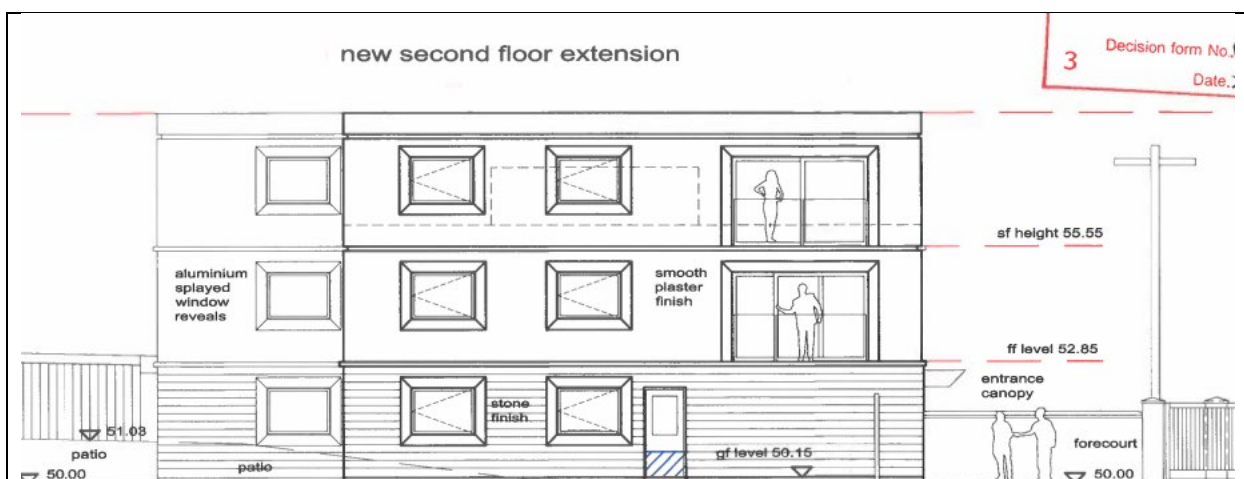 new second floor extension
Decision form No.
3
Date.
sf height 55.55
aluminium
splayed
window
reveals
smooth
plaster
finish
ff level 52.85
entrance
canopy
stone
finish
51.03
patio
patio
gf level 50.15
forecourt
50.00
50.00